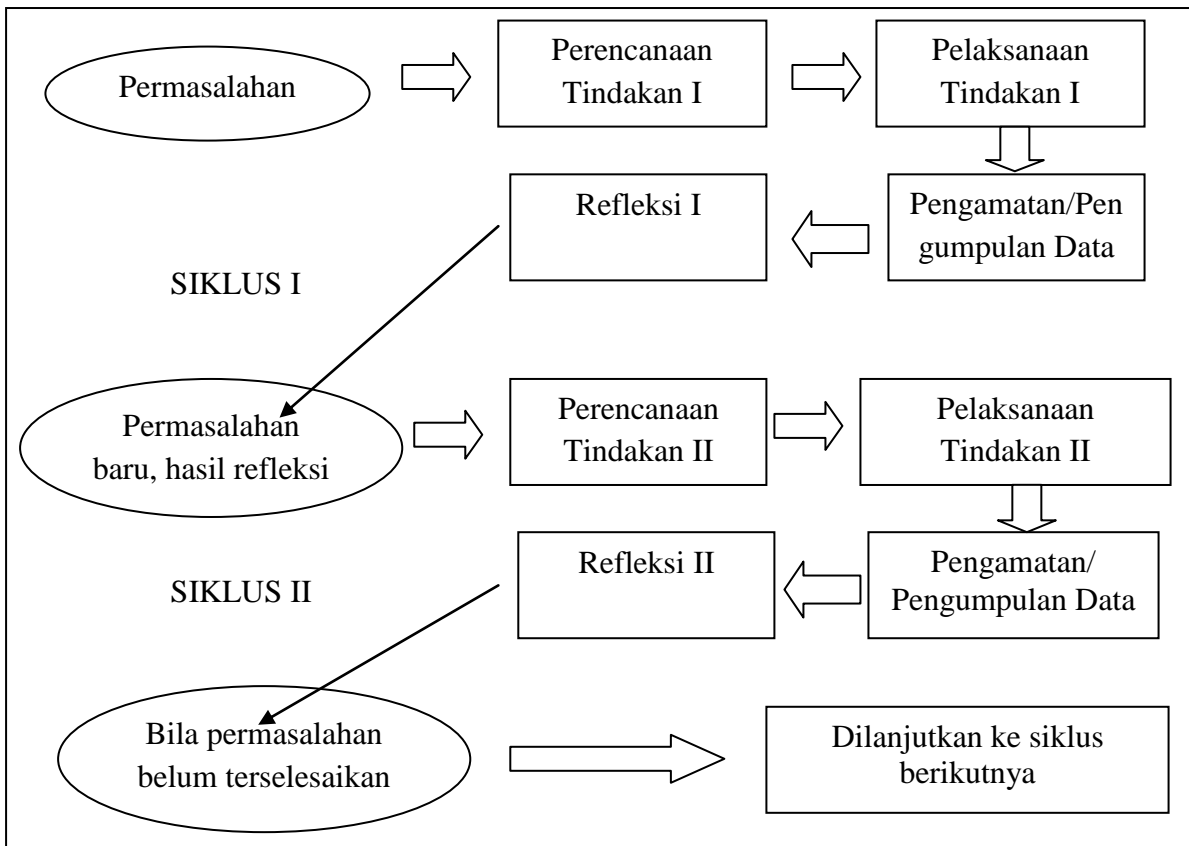 Permasalahan
Perencanaan
Tindakan I
Pelaksanaan
Tindakan I
Refleksi I
Pengamatan/Pen
gumpulan Data
SIKLUS I
Permasalahan
baru, hasil refleksi
Perencanaan
Tindakan II
Pelaksanaan
Tindakan II
Refleksi II
Pengamatan/
Pengumpulan Data
SIKLUS II
Bila permasalahan
belum terselesaikan
Dilanjutkan ke siklus
berikutnya